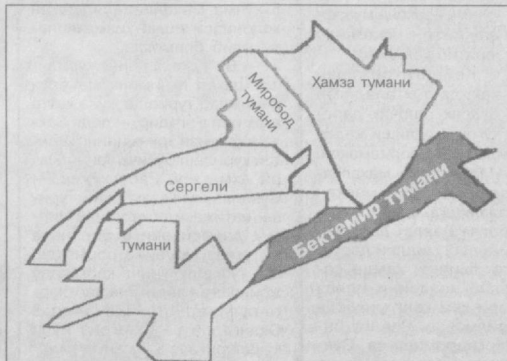 Миробод
тумани
Ҳамза тумани
Сергели
тумани
Бектемир тумани